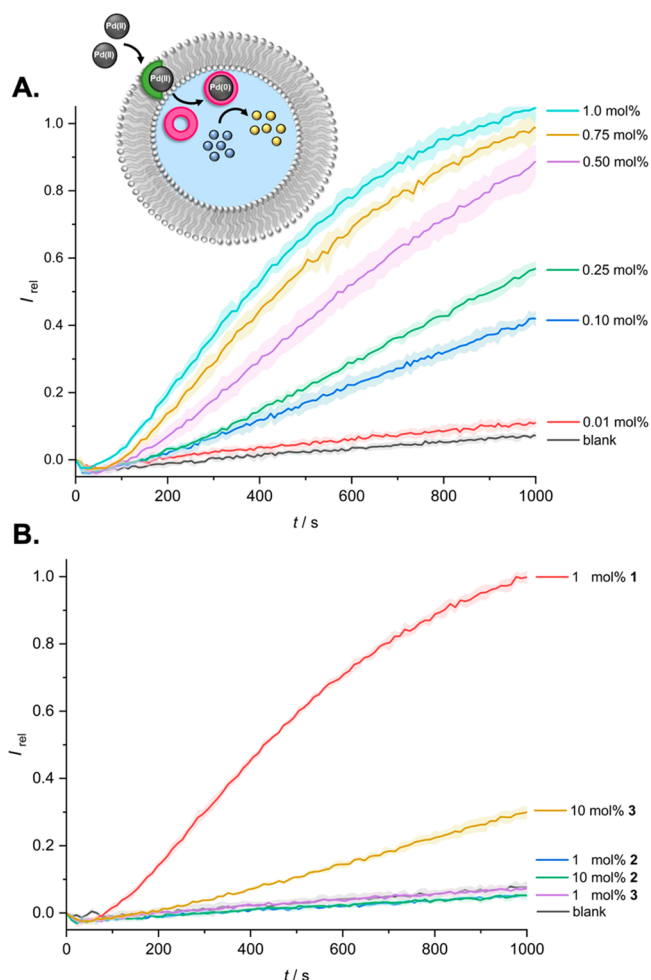 A.
Pd(II)
Pd(II)
Pd(II)
Pd(0)
1.0
0.8
0.6
0.4
0.2
0.0
I rel
0
200
400
600
800
1000
t / s
1.0 mol%
0.75 mol%
0.50 mol%
0.25 mol%
0.10 mol%
0.01 mol%
blank
B.
1.0
0.8
0.6
0.4
0.2
0.0
I rel
0
200
400
600
800
1000
t / s
1 mol% 1
10 mol% 3
1 mol% 2
10 mol% 2
1 mol% 3
blank